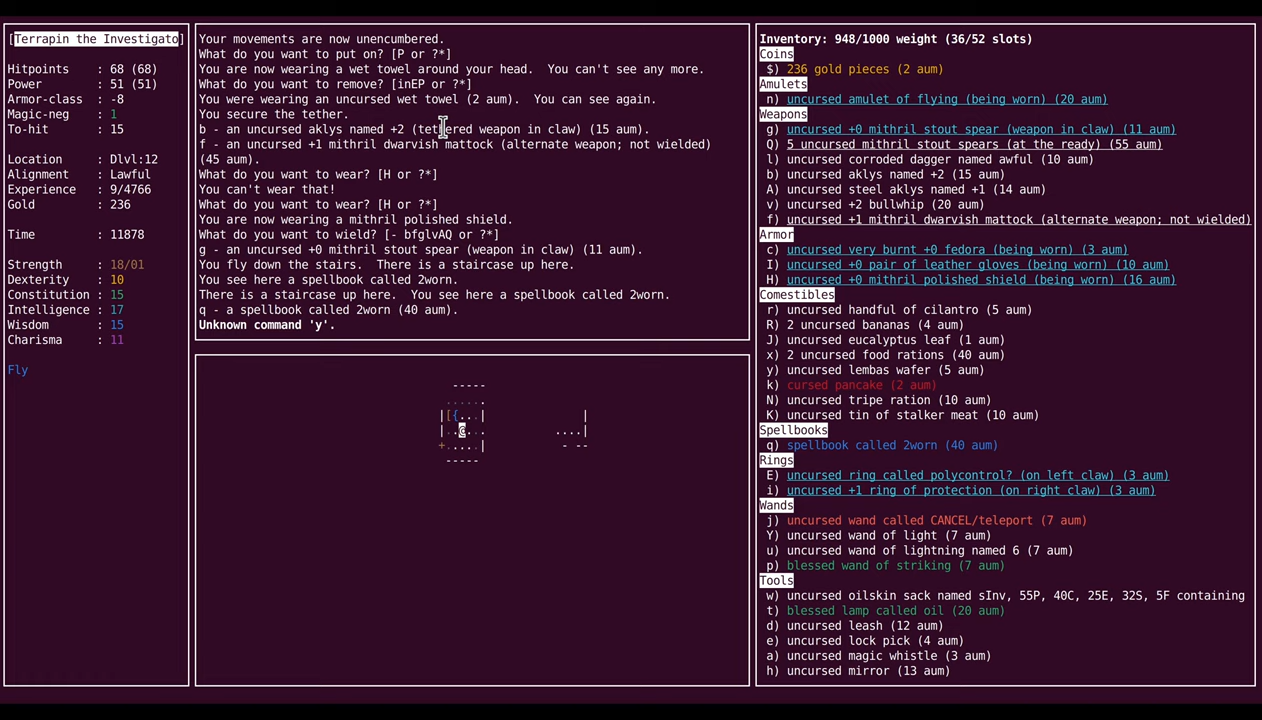 [Terrapin the Investigato]
Hitpoints : 68 (68)
Power : 51 (51)
Armor-class : -8
Magic-neg : 1
To-hit : 15
Location : Dlvl:12
Alignment : Lawful
Experience : 9/4766
Gold : 236
Time : 11878
Strength : 18/01
Dexterity : 10
Constitution : 15
Intelligence : 17
Wisdom : 15
Charisma : 11
Fly
Your movements are now unencumbered.
What do you want to put on? [P or ?*]
You are now wearing a wet towel around your head.  You can't see any more.
What do you want to remove? [inEP or ?*]
You were wearing an uncursed wet towel (2 aum).  You can see again.
You secure the tether.
b - an uncursed aklys named +2 (tethered weapon in claw) (15 aum).
f - an uncursed +1 mithril dwarvish mattock (alternate weapon; not wielded)
(45 aum).
What do you want to wear? [H or ?*]
You can't wear that!
What do you want to wear? [H or ?*]
You are now wearing a mithril polished shield.
What do you want to wield? [- bfglvAQ or ?*]
g - an uncursed +0 mithril stout spear (weapon in claw) (11 aum).
You fly down the stairs.  There is a staircase up here.
You see here a spellbook called 2worn.
There is a staircase up here.  You see here a spellbook called 2worn.
q - a spellbook called 2worn (40 aum).
Unknown command 'y'.
-----
.....
|[{...| |
|..@... ....|
+.....| - --
-----
Inventory: 948/1000 weight (36/52 slots)
Coins
$) 236 gold pieces (2 aum)
Amulets
n) uncursed amulet of flying (being worn) (20 aum)
Weapons
g) uncursed +0 mithril stout spear (weapon in claw) (11 aum)
Q) 5 uncursed mithril stout spears (at the ready) (55 aum)
l) uncursed corroded dagger named awful (10 aum)
b) uncursed aklys named +2 (15 aum)
A) uncursed steel aklys named +1 (14 aum)
v) uncursed +2 bullwhip (20 aum)
f) uncursed +1 mithril dwarvish mattock (alternate weapon; not wielded)
Armor
c) uncursed very burnt +0 fedora (being worn) (3 aum)
I) uncursed +0 pair of leather gloves (being worn) (10 aum)
H) uncursed +0 mithril polished shield (being worn) (16 aum)
Comestibles
r) uncursed handful of cilantro (5 aum)
R) 2 uncursed bananas (4 aum)
J) uncursed eucalyptus leaf (1 aum)
x) 2 uncursed food rations (40 aum)
y) uncursed lembas wafer (5 aum)
k) cursed pancake (2 aum)
N) uncursed tripe ration (10 aum)
K) uncursed tin of stalker meat (10 aum)
Spellbooks
q) spellbook called 2worn (40 aum)
Rings
E) uncursed ring called polycontrol? (on left claw) (3 aum)
i) uncursed +1 ring of protection (on right claw) (3 aum)
Wands
j) uncursed wand called CANCEL/teleport (7 aum)
Y) uncursed wand of light (7 aum)
u) uncursed wand of lightning named 6 (7 aum)
p) blessed wand of striking (7 aum)
Tools
w) uncursed oilskin sack named sInv, 55P, 40C, 25E, 32S, 5F containing
t) blessed lamp called oil (20 aum)
d) uncursed leash (12 aum)
e) uncursed lock pick (4 aum)
a) uncursed magic whistle (3 aum)
h) uncursed mirror (13 aum)